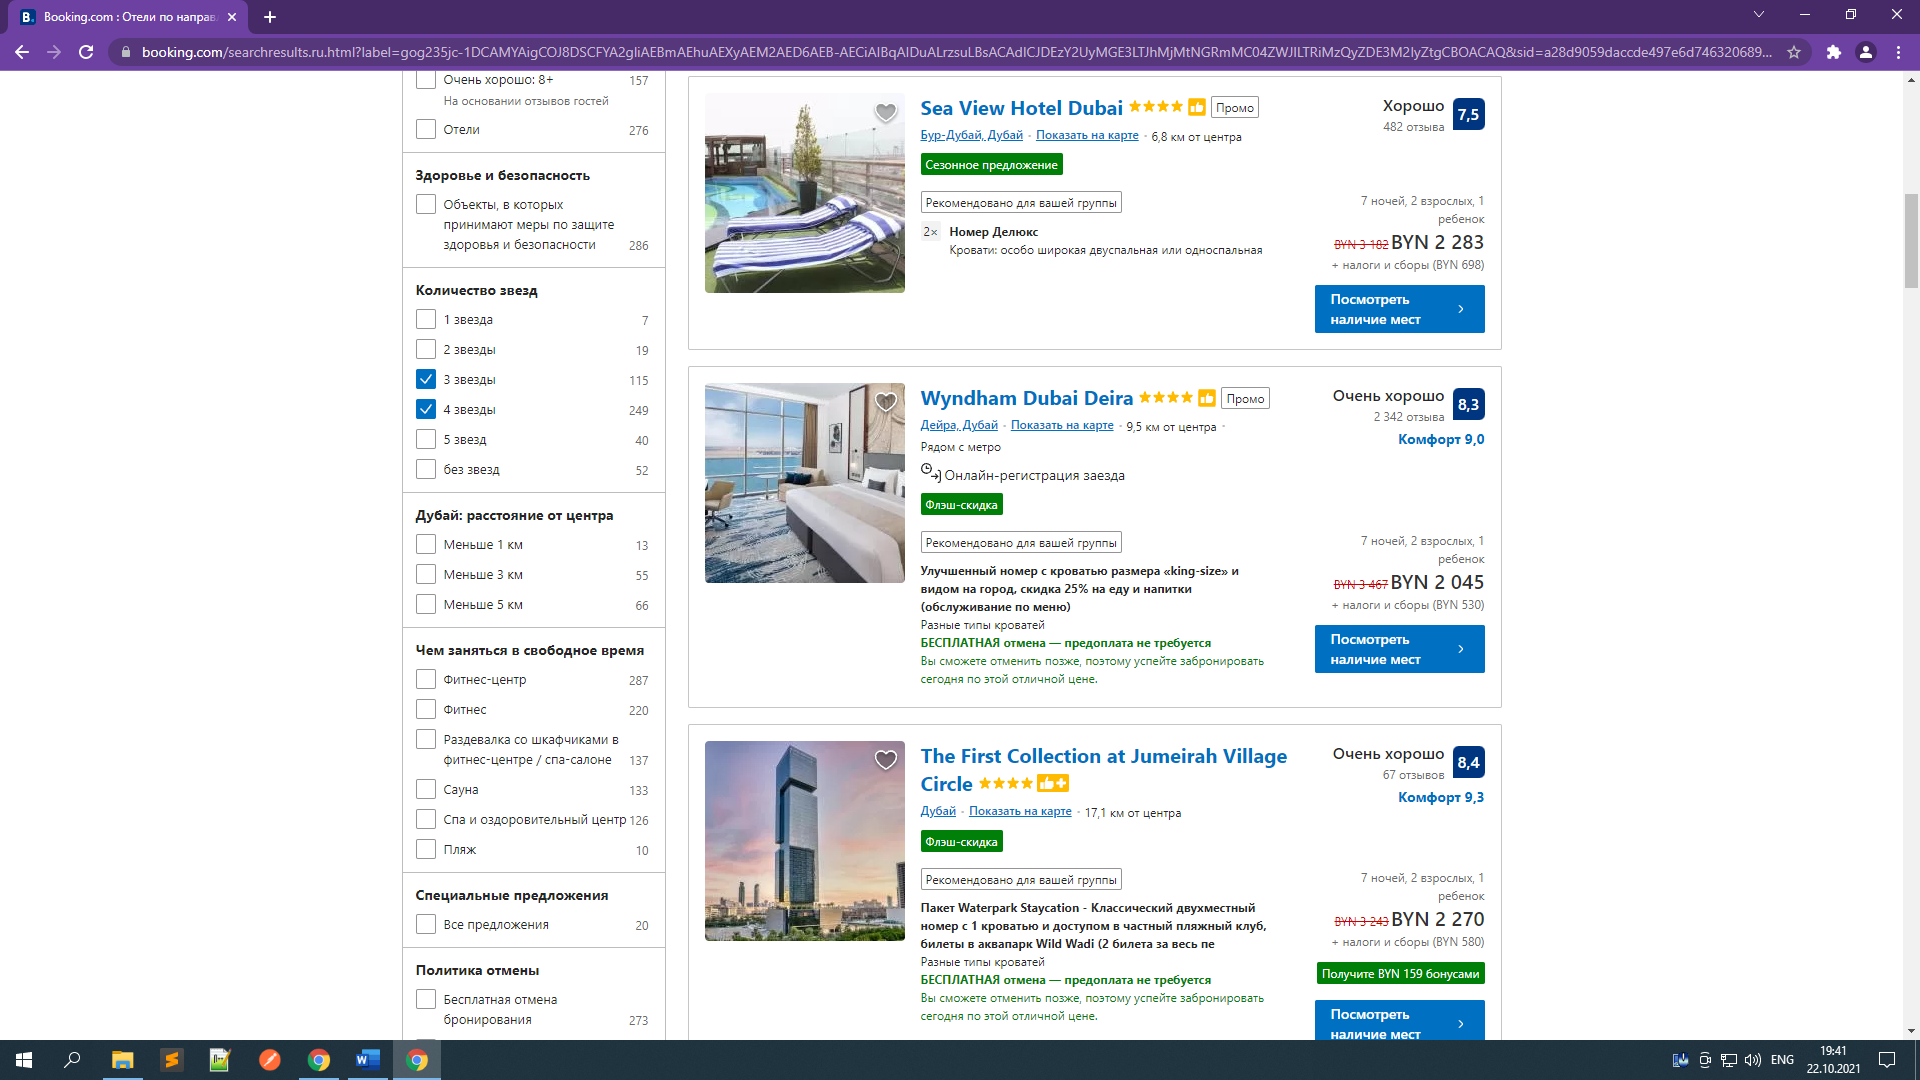 Booking.com : Отели по направ
booking.com/searchresults.ru.html?label=gog235jc-1DCAMYAigCOJ8DSCFYA2gIiAEBmAEhuAEXyAEM2AED6AEB-AECiAIBqAIDuALrzsuLBsACAdICJDEzY2UyMGE3LTJhMjMtNGRmMC04ZWJlLTRiMzQyZDE3M2IyZtgCBOACAQ&sid=a28d9059daccde497e6d746320689...
Очень хорошо: 8+ 157
На основании отзывов гостей
Отели 276
Здоровье и безопасность
Объекты, в которых
принимают меры по защите
здоровья и безопасности 286
Количество звезд
1 звезда 7
2 звезды 19
3 звезды 115
4 звезды 249
5 звезд 40
без звезд 52
Дубай: расстояние от центра
Меньше 1 км 13
Меньше 3 км 55
Меньше 5 км 66
Чем заняться в свободное время
Фитнес-центр 287
Фитнес 220
Раздевалка со шкафчиками в
фитнес-центре / спа-салоне 137
Сауна 133
Спа и оздоровительный центр 126
Пляж 10
Специальные предложения
Все предложения 20
Политика отмены
Бесплатная отмена
бронирования 273
Sea View Hotel Dubai Промо
Бур-Дубай, Дубай · Показать на карте · 6,8 км от центра
Сезонное предложение
Рекомендовано для вашей группы
2× Номер Делюкс
Кровати: особо широкая двуспальная или односпальная
Хорошо 7,5
482 отзыва
7 ночей, 2 взрослых, 1
ребенок
BYN 3 182 BYN 2 283
+ налоги и сборы (BYN 698)
Посмотреть
наличие мест
Wyndham Dubai Deira Промо
Дейра, Дубай · Показать на карте · 9,5 км от центра ·
Рядом с метро
Онлайн-регистрация заезда
Флэш-скидка
Рекомендовано для вашей группы
Улучшенный номер с кроватью размера «king-size» и
видом на город, скидка 25% на еду и напитки
(обслуживание по меню)
Разные типы кроватей
БЕСПЛАТНАЯ отмена — предоплата не требуется
Вы сможете отменить позже, поэтому успейте забронировать
сегодня по этой отличной цене.
Очень хорошо 8,3
2 342 отзыва
Комфорт 9,0
7 ночей, 2 взрослых, 1
ребенок
BYN 3 467 BYN 2 045
+ налоги и сборы (BYN 530)
Посмотреть
наличие мест
The First Collection at Jumeirah Village
Circle
Дубай · Показать на карте · 17,1 км от центра
Флэш-скидка
Рекомендовано для вашей группы
Пакет Waterpark Staycation - Классический двухместный
номер с 1 кроватью и доступом в частный пляжный клуб,
билеты в аквапарк Wild Wadi (2 билета за весь пе
Разные типы кроватей
БЕСПЛАТНАЯ отмена — предоплата не требуется
Вы сможете отменить позже, поэтому успейте забронировать
сегодня по этой отличной цене.
Очень хорошо 8,4
67 отзывов
Комфорт 9,3
7 ночей, 2 взрослых, 1
ребенок
BYN 3 243 BYN 2 270
+ налоги и сборы (BYN 580)
Получите BYN 159 бонусами
Посмотреть
наличие мест
ENG
19:41
22.10.2021